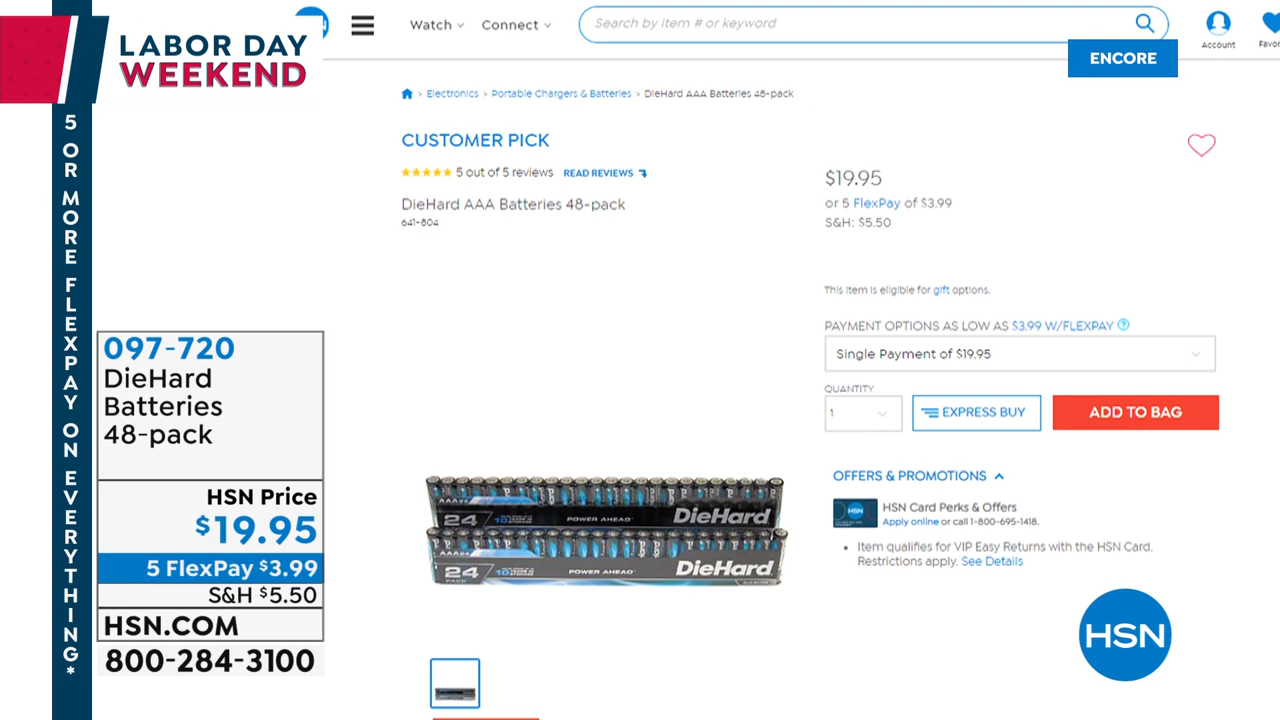 LABOR DAY
WEEKEND
5 OR MORE FLEXPAY ON EVERYTHING*
097-720
DieHard
Batteries
48-pack
HSN Price
$19.95
5 FlexPay $3.99
S&H $5.50
HSN.COM
800-284-3100
Watch
Connect
Search by item # or keyword
Account
Favor
ENCORE
Electronics > Portable Chargers & Batteries > DieHard AAA Batteries 48-pack
CUSTOMER PICK
5 out of 5 reviews READ REVIEWS
DieHard AAA Batteries 48-pack
641-804
$19.95
or 5 FlexPay of $3.99
S&H: $5.50
This item is eligible for gift options.
PAYMENT OPTIONS AS LOW AS $3.99 W/FLEXPAY ?
Single Payment of $19.95
QUANTITY
1
EXPRESS BUY
ADD TO BAG
OFFERS & PROMOTIONS
HSN
HSN Card Perks & Offers
Apply online or call 1-800-695-1418.
• Item qualifies for VIP Easy Returns with the HSN Card.
Restrictions apply. See Details
24 POWER AHEAD DieHard
24 PACK POWER AHEAD DieHard
HSN